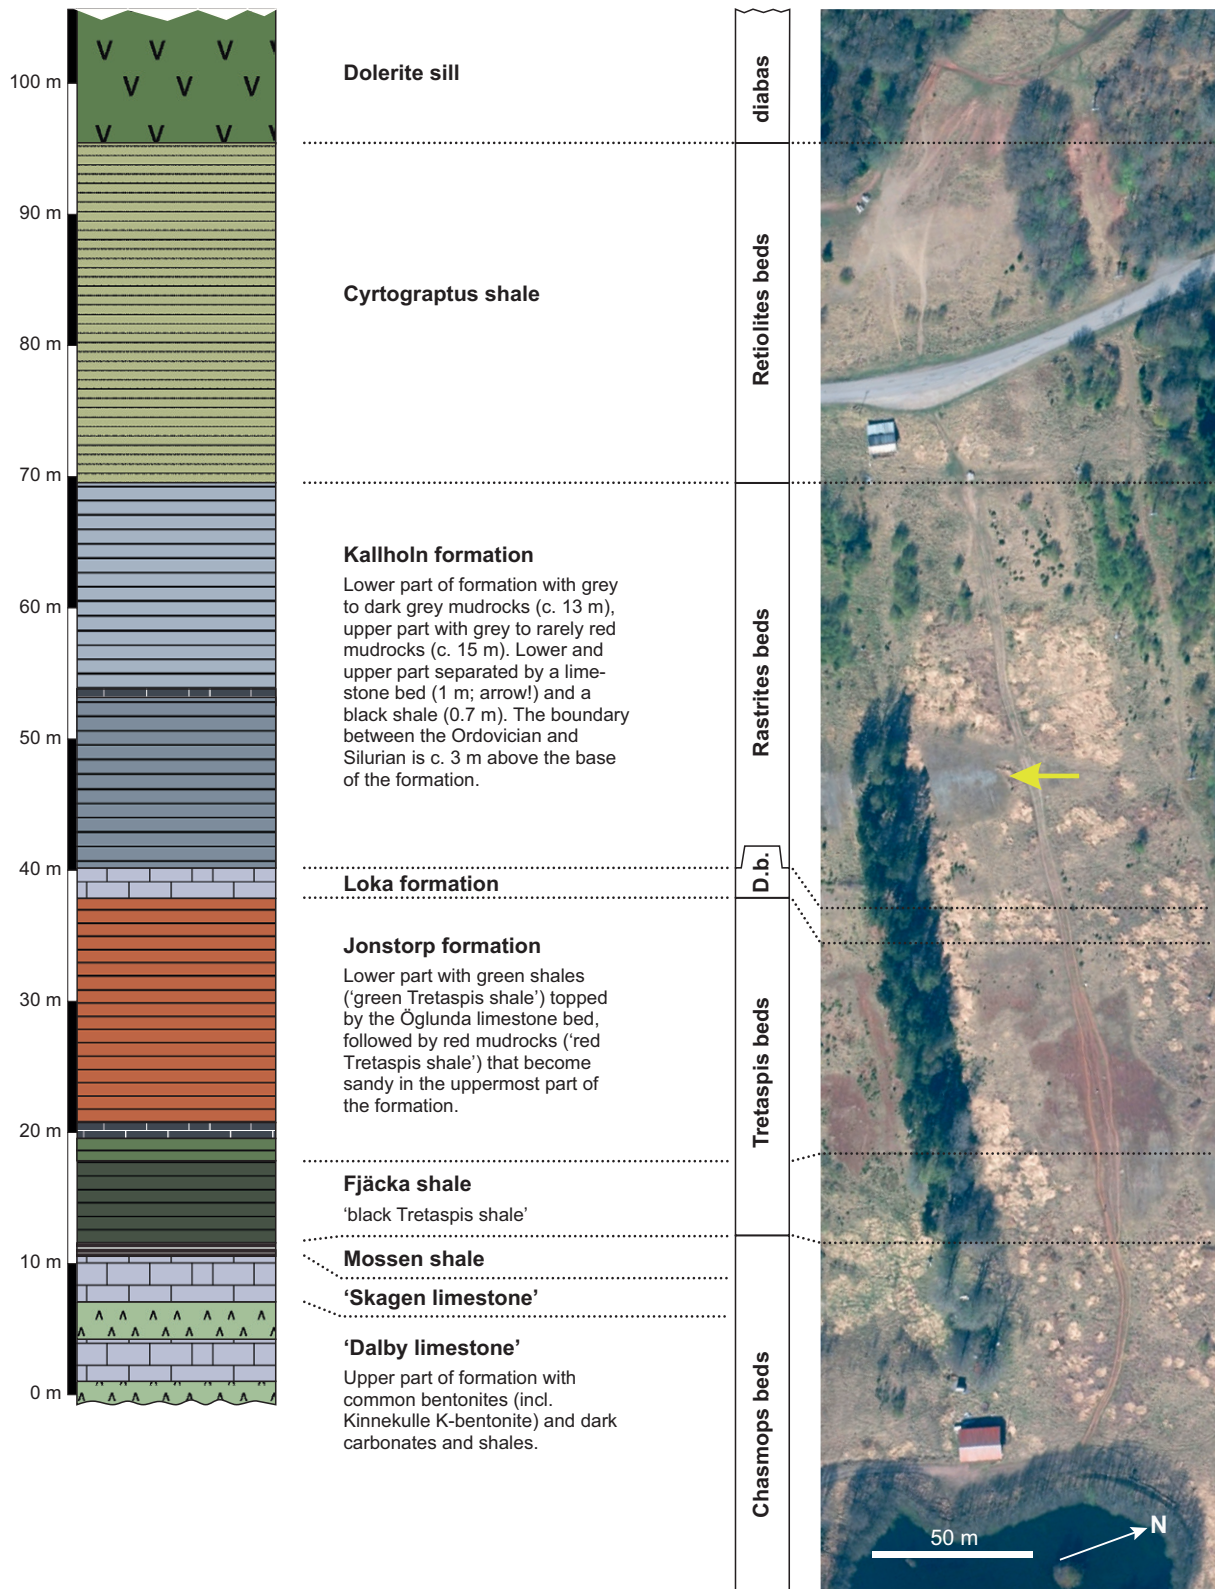 100 m
90 m
80 m
70 m
60 m
50 m
40 m
30 m
20 m
10 m
0 m
V V V
V V V
V V V
Dolerite sill
Cyrtograptus shale
Kallholn formation
Lower part of formation with grey
to dark grey mudrocks (c. 13 m),
upper part with grey to rarely red
mudrocks (c. 15 m). Lower and
upper part separated by a lime-
stone bed (1 m; arrow!) and a
black shale (0.7 m). The boundary
between the Ordovician and
Silurian is c. 3 m above the base
of the formation.
Loka formation
Jonstorp formation
Lower part with green shales
(‘green Tretaspis shale’) topped
by the Öglunda limestone bed,
followed by red mudrocks (‘red
Tretaspis shale’) that become
sandy in the uppermost part of
the formation.
Fjäcka shale
‘black Tretaspis shale’
Mossen shale
‘Skagen limestone’
‘Dalby limestone’
Upper part of formation with
common bentonites (incl.
Kinnekulle K-bentonite) and dark
carbonates and shales.
diabas
Retiolites beds
Rastrites beds
D.b.
Tretaspis beds
Chasmops beds
50 m
N